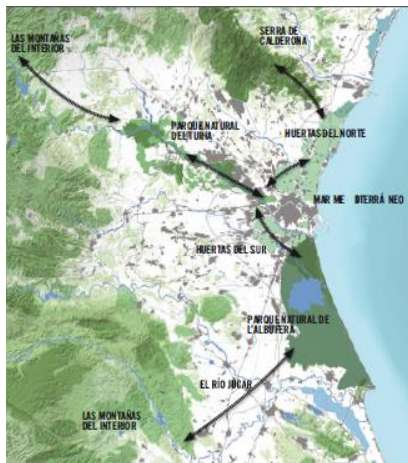 LAS MONTAÑAS
DEL INTERIOR
SERRA DE
CALDERONA
PARQUE NATURAL
DEL TURIA
HUERTAS DEL NORTE
MAR ME DITERRÁ NEO
HUERTAS DEL SUR
PARQUE NATURAL DE
L'ALBUFERA
EL RÍO JÚCAR
LAS MONTAÑAS
DEL INTERIOR